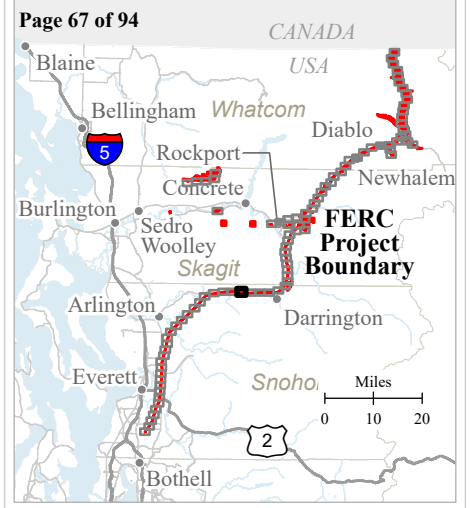 Page 67 of 94
CANADA
USA
Blaine
Bellingham
Whatcom
Diablo
5
Rockport
Newhalem
Concrete
Burlington
Sedro
Woolley
FERC
Project
Boundary
Skagit
Arlington
Darrington
Everett
Snoho
Miles
0 10 20
2
Bothell